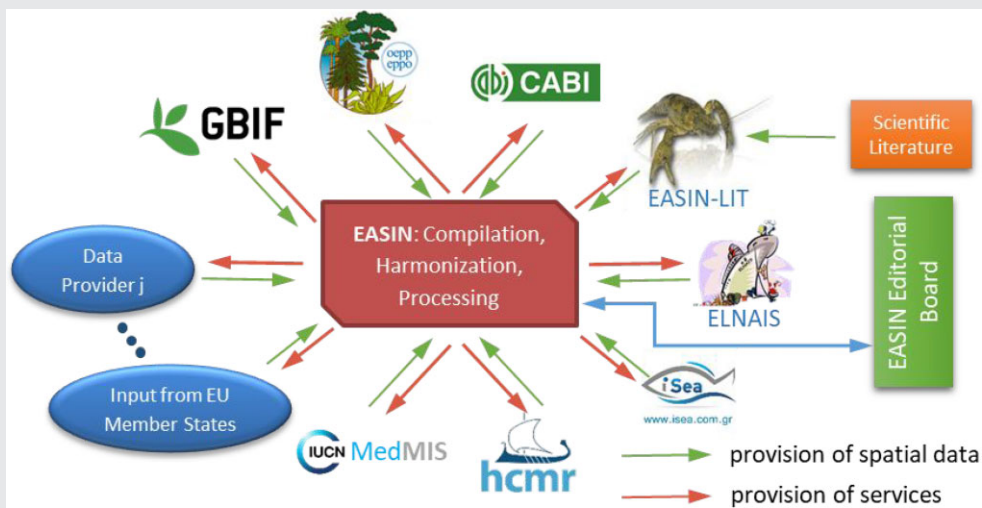 oepp
eppo
CABI
GBIF
Scientific
Literature
EASIN-LIT
EASIN: Compilation,
Harmonization,
Processing
Data
Provider j
ELNAIS
EASIN Editorial
Board
Input from EU
Member States
iSea
www.isea.com.gr
IUCN MedMIS
hcmr
provision of spatial data
provision of services